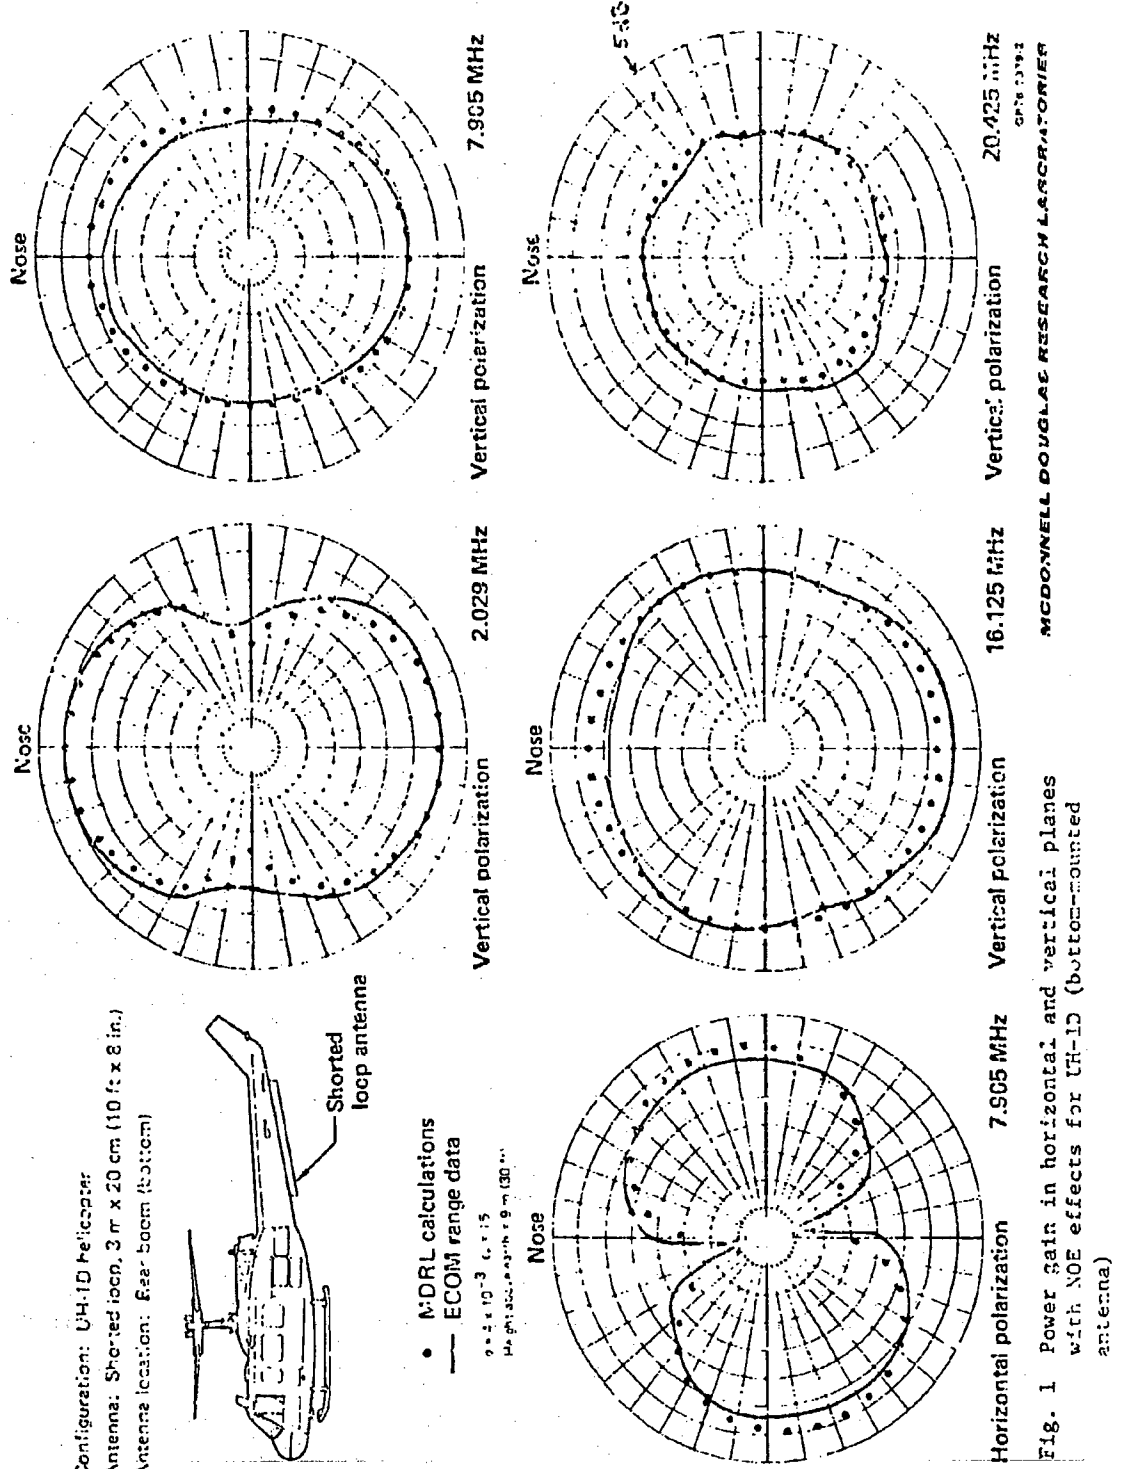 Configuration: UH-1D helicopter
Antenna: Shorted loop, 3 m x 20 cm (10 ft x 8 in.)
Antenna location: Rear boom (bottom)
Shorted
loop antenna
• MDRL calculations
— ECOM range data
Nose
Vertical polarization 2.029 MHz
Nose
Vertical polarization 7.905 MHz
Nose
Horizontal polarization 7.905 MHz
Nose
Vertical polarization 16.125 MHz
Nose
5 dB
Vertical polarization 20.425 MHz
MCDONNELL DOUGLAS RESEARCH LABORATORIES
Fig. 1 Power gain in horizontal and vertical planes
with NOE effects for UH-1D (bottom-mounted
antenna)